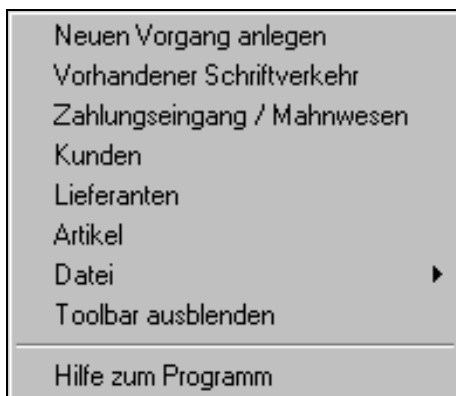 Neuen Vorgang anlegen
Vorhandener Schriftverkehr
Zahlungseingang / Mahnwesen
Kunden
Lieferanten
Artikel
Datei
Toolbar ausblenden
Hilfe zum Programm